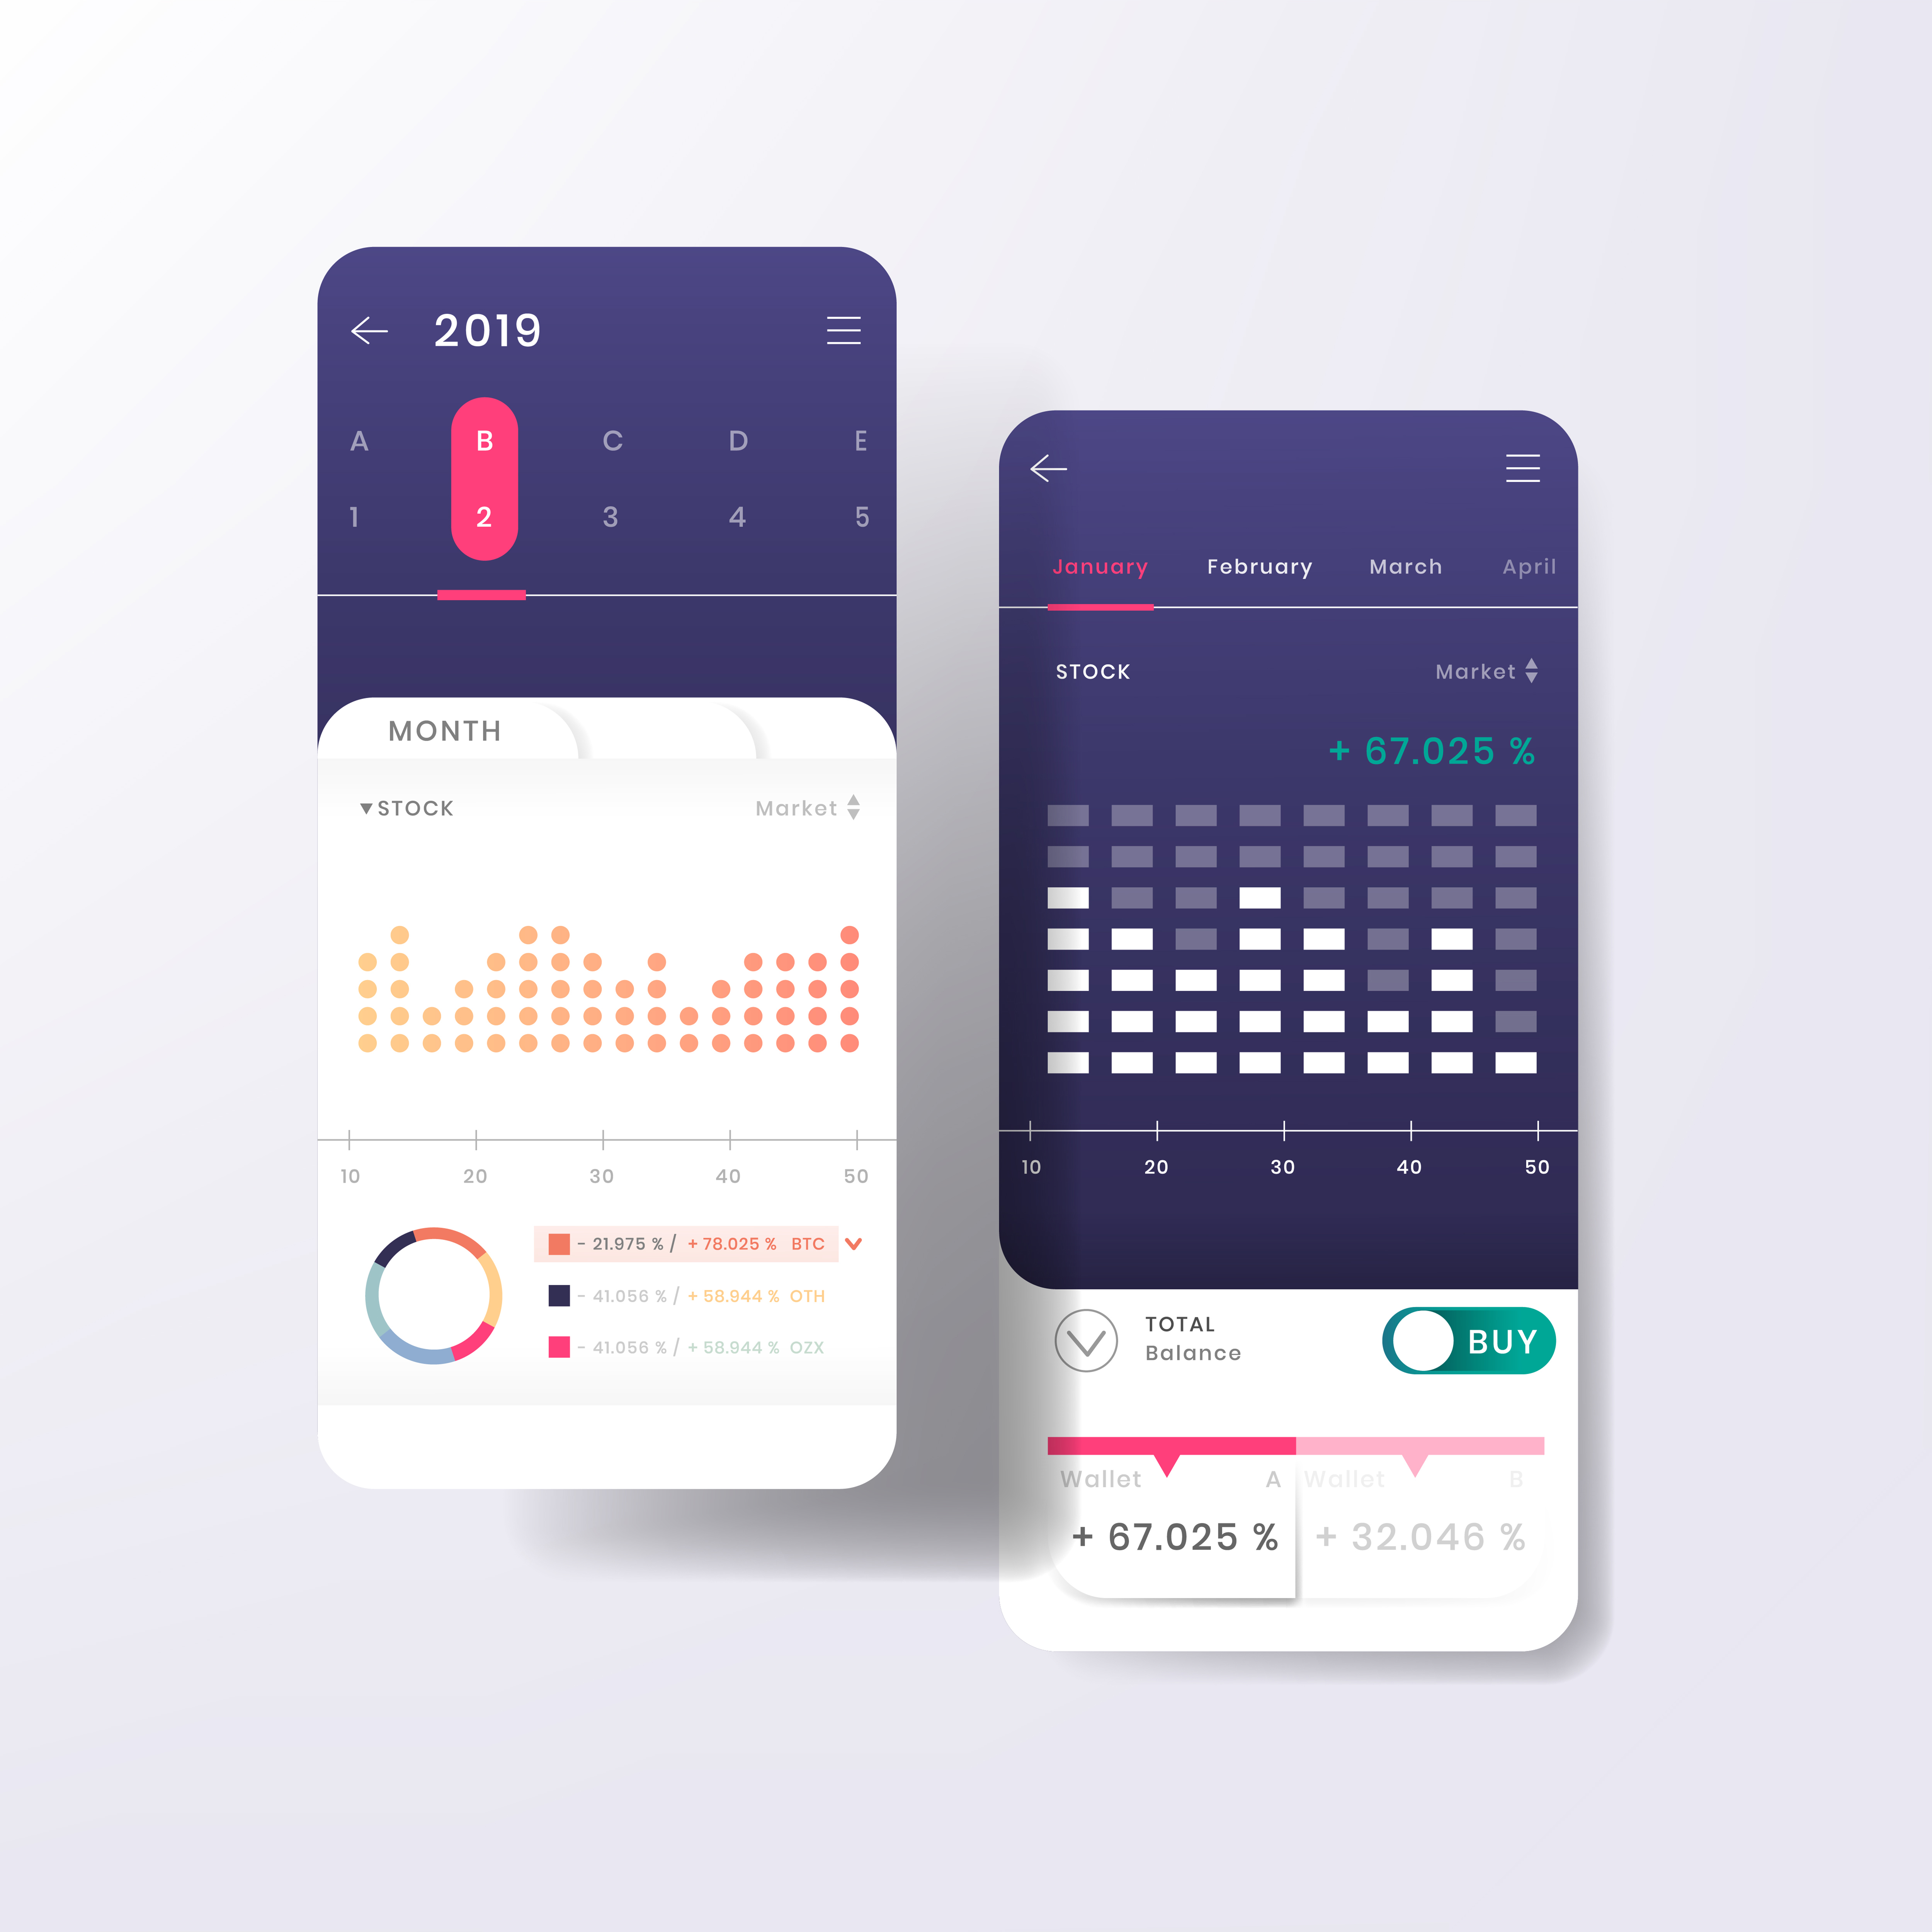 2019
A B C D E
1 2 3 4 5
MONTH
STOCK Market
10 20 30 40 50
- 21.975 % / + 78.025 % BTC
- 41.056 % / + 58.944 % OTH
- 41.056 % / + 58.944 % OZX
January February March April
STOCK Market
+ 67.025 %
10 20 30 40 50
TOTAL
Balance
BUY
Wallet A Wallet B
+ 67.025 % + 32.046 %